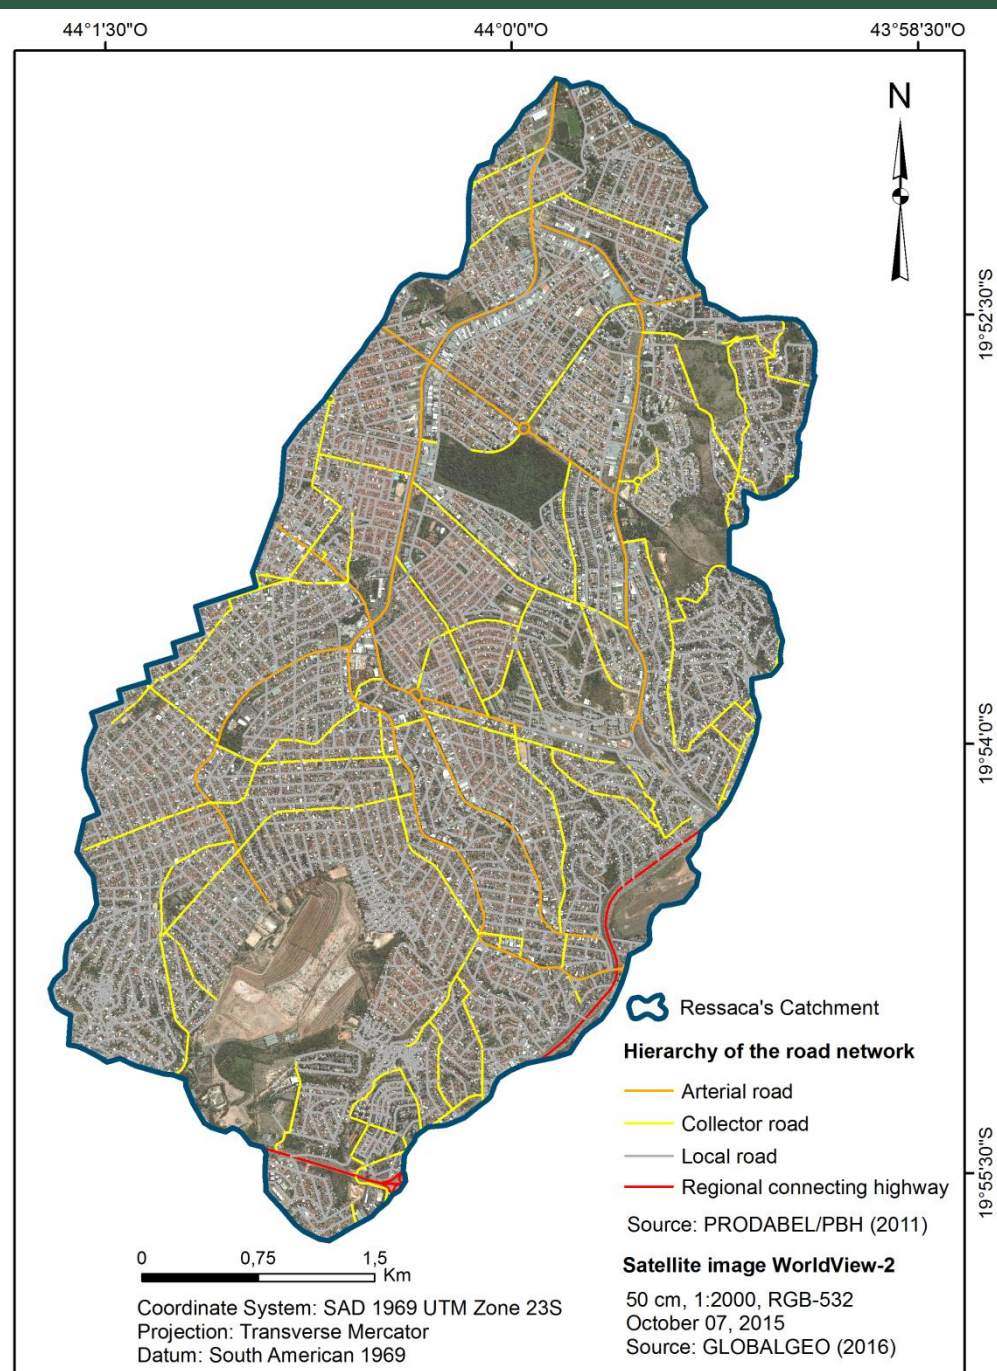 44°1'30"O
44°0'0"O
43°58'30"O
N
19°52'30"S
19°54'0"S
19°55'30"S
Ressaca's Catchment
Hierarchy of the road network
Arterial road
Collector road
Local road
Regional connecting highway
Source: PRODABEL/PBH (2011)
Satellite image WorldView-2
50 cm, 1:2000, RGB-532
October 07, 2015
Source: GLOBALGEO (2016)
0 0,75 1,5
Km
Coordinate System: SAD 1969 UTM Zone 23S
Projection: Transverse Mercator
Datum: South American 1969